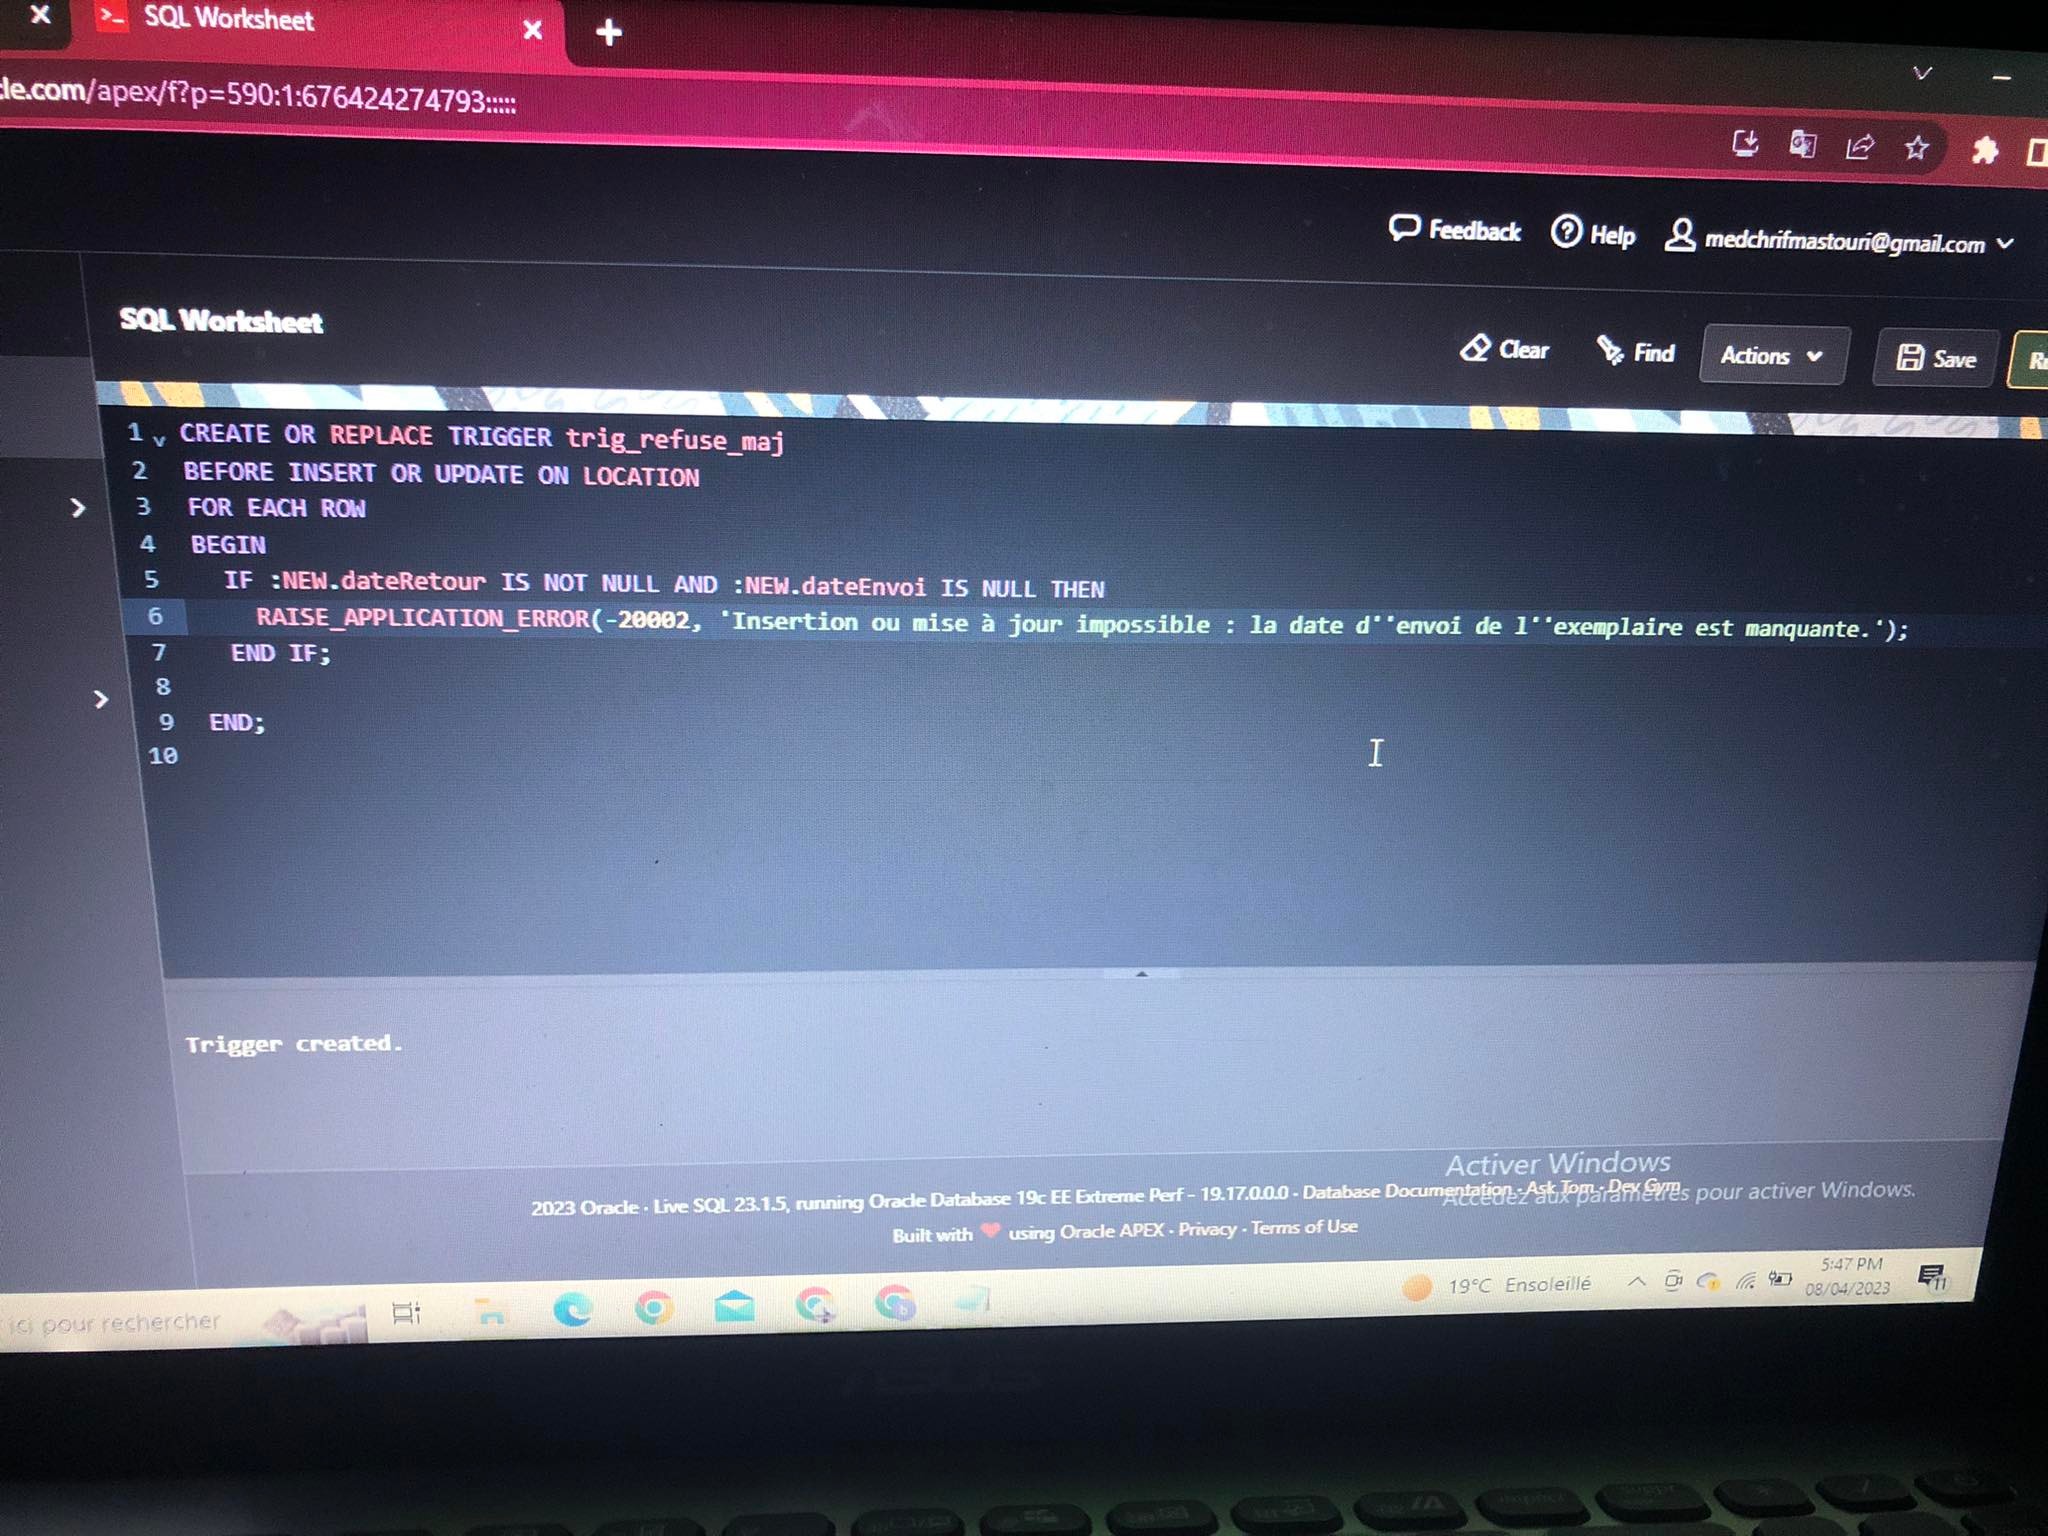 SQL Worksheet
le.com/apex/f?p=590:1:676424274793:::::
Feedback Help medchrifmastouri@gmail.com
SQL Worksheet
Clear Find Actions Save
1 CREATE OR REPLACE TRIGGER trig_refuse_maj
2 BEFORE INSERT OR UPDATE ON LOCATION
3 FOR EACH ROW
4 BEGIN
5 IF :NEW.dateRetour IS NOT NULL AND :NEW.dateEnvoi IS NULL THEN
6 RAISE_APPLICATION_ERROR(-20002, 'Insertion ou mise à jour impossible : la date d''envoi de l''exemplaire est manquante.');
7 END IF;
8
9 END;
10
Trigger created.
Activer Windows
Accédez aux paramètres pour activer Windows.
2023 Oracle · Live SQL 23.1.5, running Oracle Database 19c EE Extreme Perf - 19.17.0.0.0 · Database Documentation · Ask Tom · Dev Gym
Built with using Oracle APEX · Privacy · Terms of Use
ici pour rechercher
19°C Ensoleillé
5:47 PM
08/04/2023
11